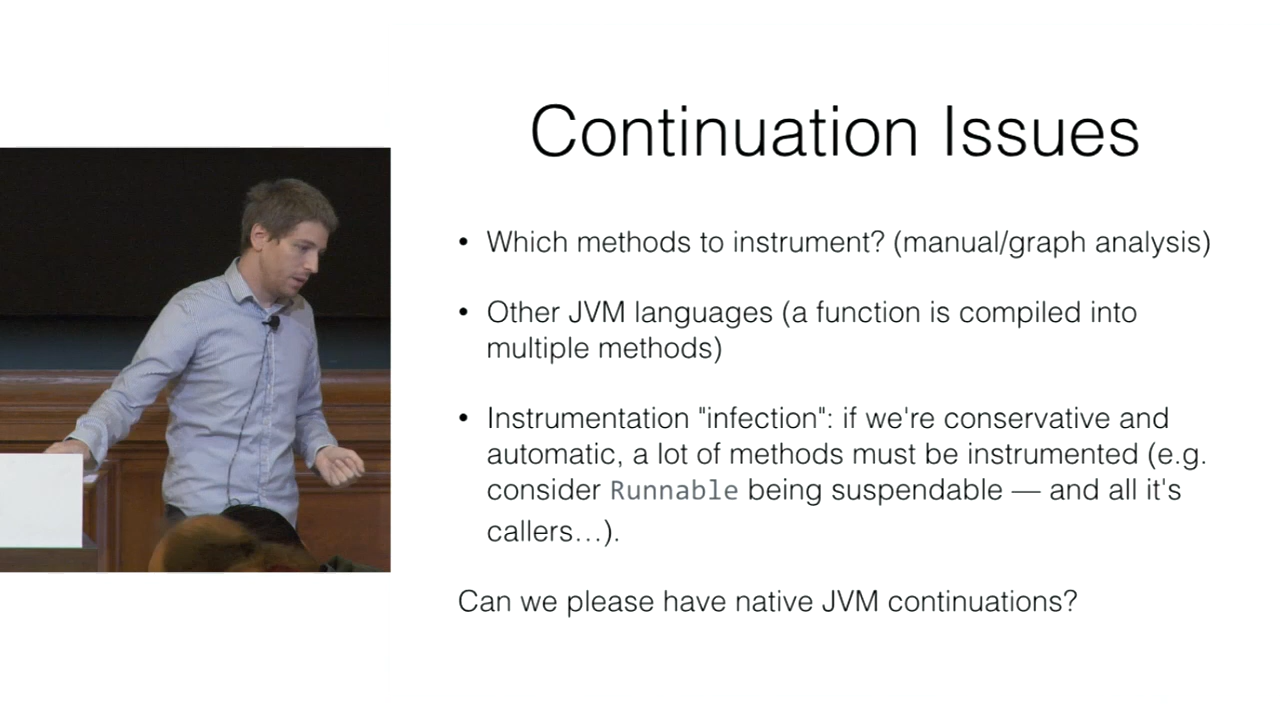 Continuation Issues
• Which methods to instrument? (manual/graph analysis)
• Other JVM languages (a function is compiled into
multiple methods)
• Instrumentation "infection": if we're conservative and
automatic, a lot of methods must be instrumented (e.g.
consider Runnable being suspendable — and all it's
callers…).
Can we please have native JVM continuations?